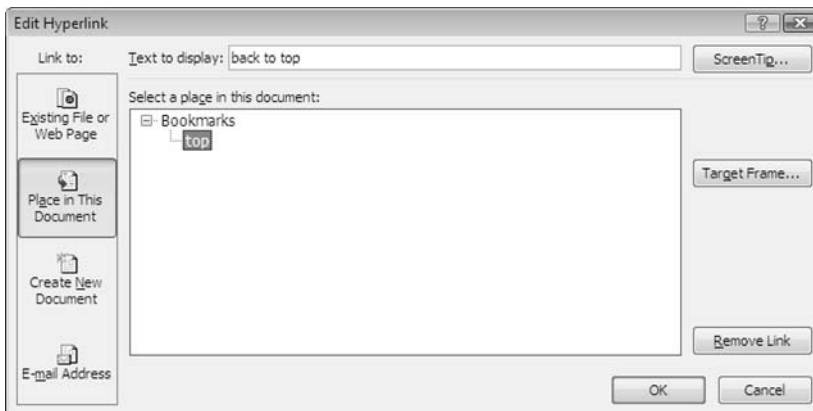 Edit Hyperlink
Link to:
Text to display: back to top
ScreenTip...
Existing File or
Web Page
Place in This
Document
Create New
Document
E-mail Address
Select a place in this document:
Bookmarks
top
Target Frame...
Remove Link
OK
Cancel